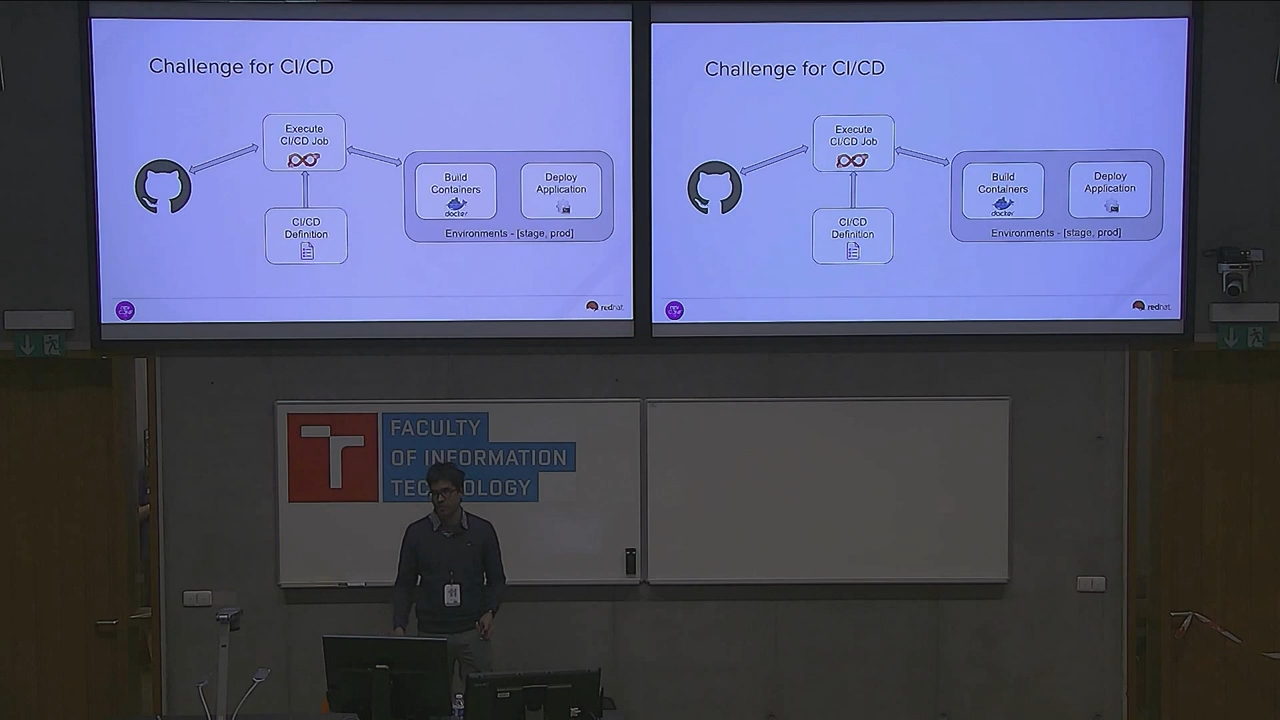 Challenge for CI/CD
Execute
CI/CD Job
Build
Containers
docker
Deploy
Application
CI/CD
Definition
Environments - [stage, prod]
redhat
Challenge for CI/CD
Execute
CI/CD Job
Build
Containers
docker
Deploy
Application
CI/CD
Definition
Environments - [stage, prod]
redhat
T
FACULTY
OF INFORMATION
TECHNOLOGY